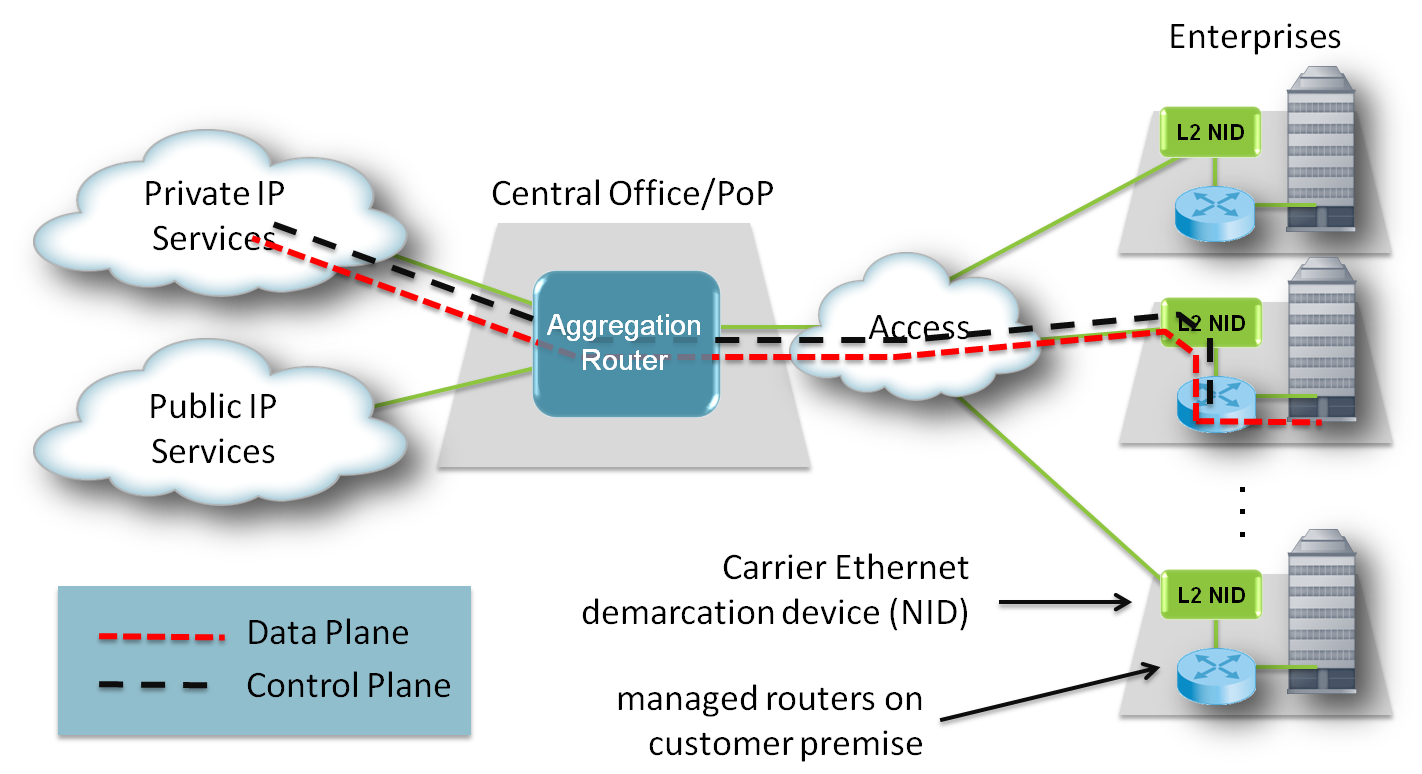 Enterprises
L2 NID
Private IP
Services
Central Office/PoP
Aggregation
Router
Access
L2 NID
Public IP
Services
Carrier Ethernet
demarcation device (NID)
L2 NID
managed routers on
customer premise
Data Plane
Control Plane